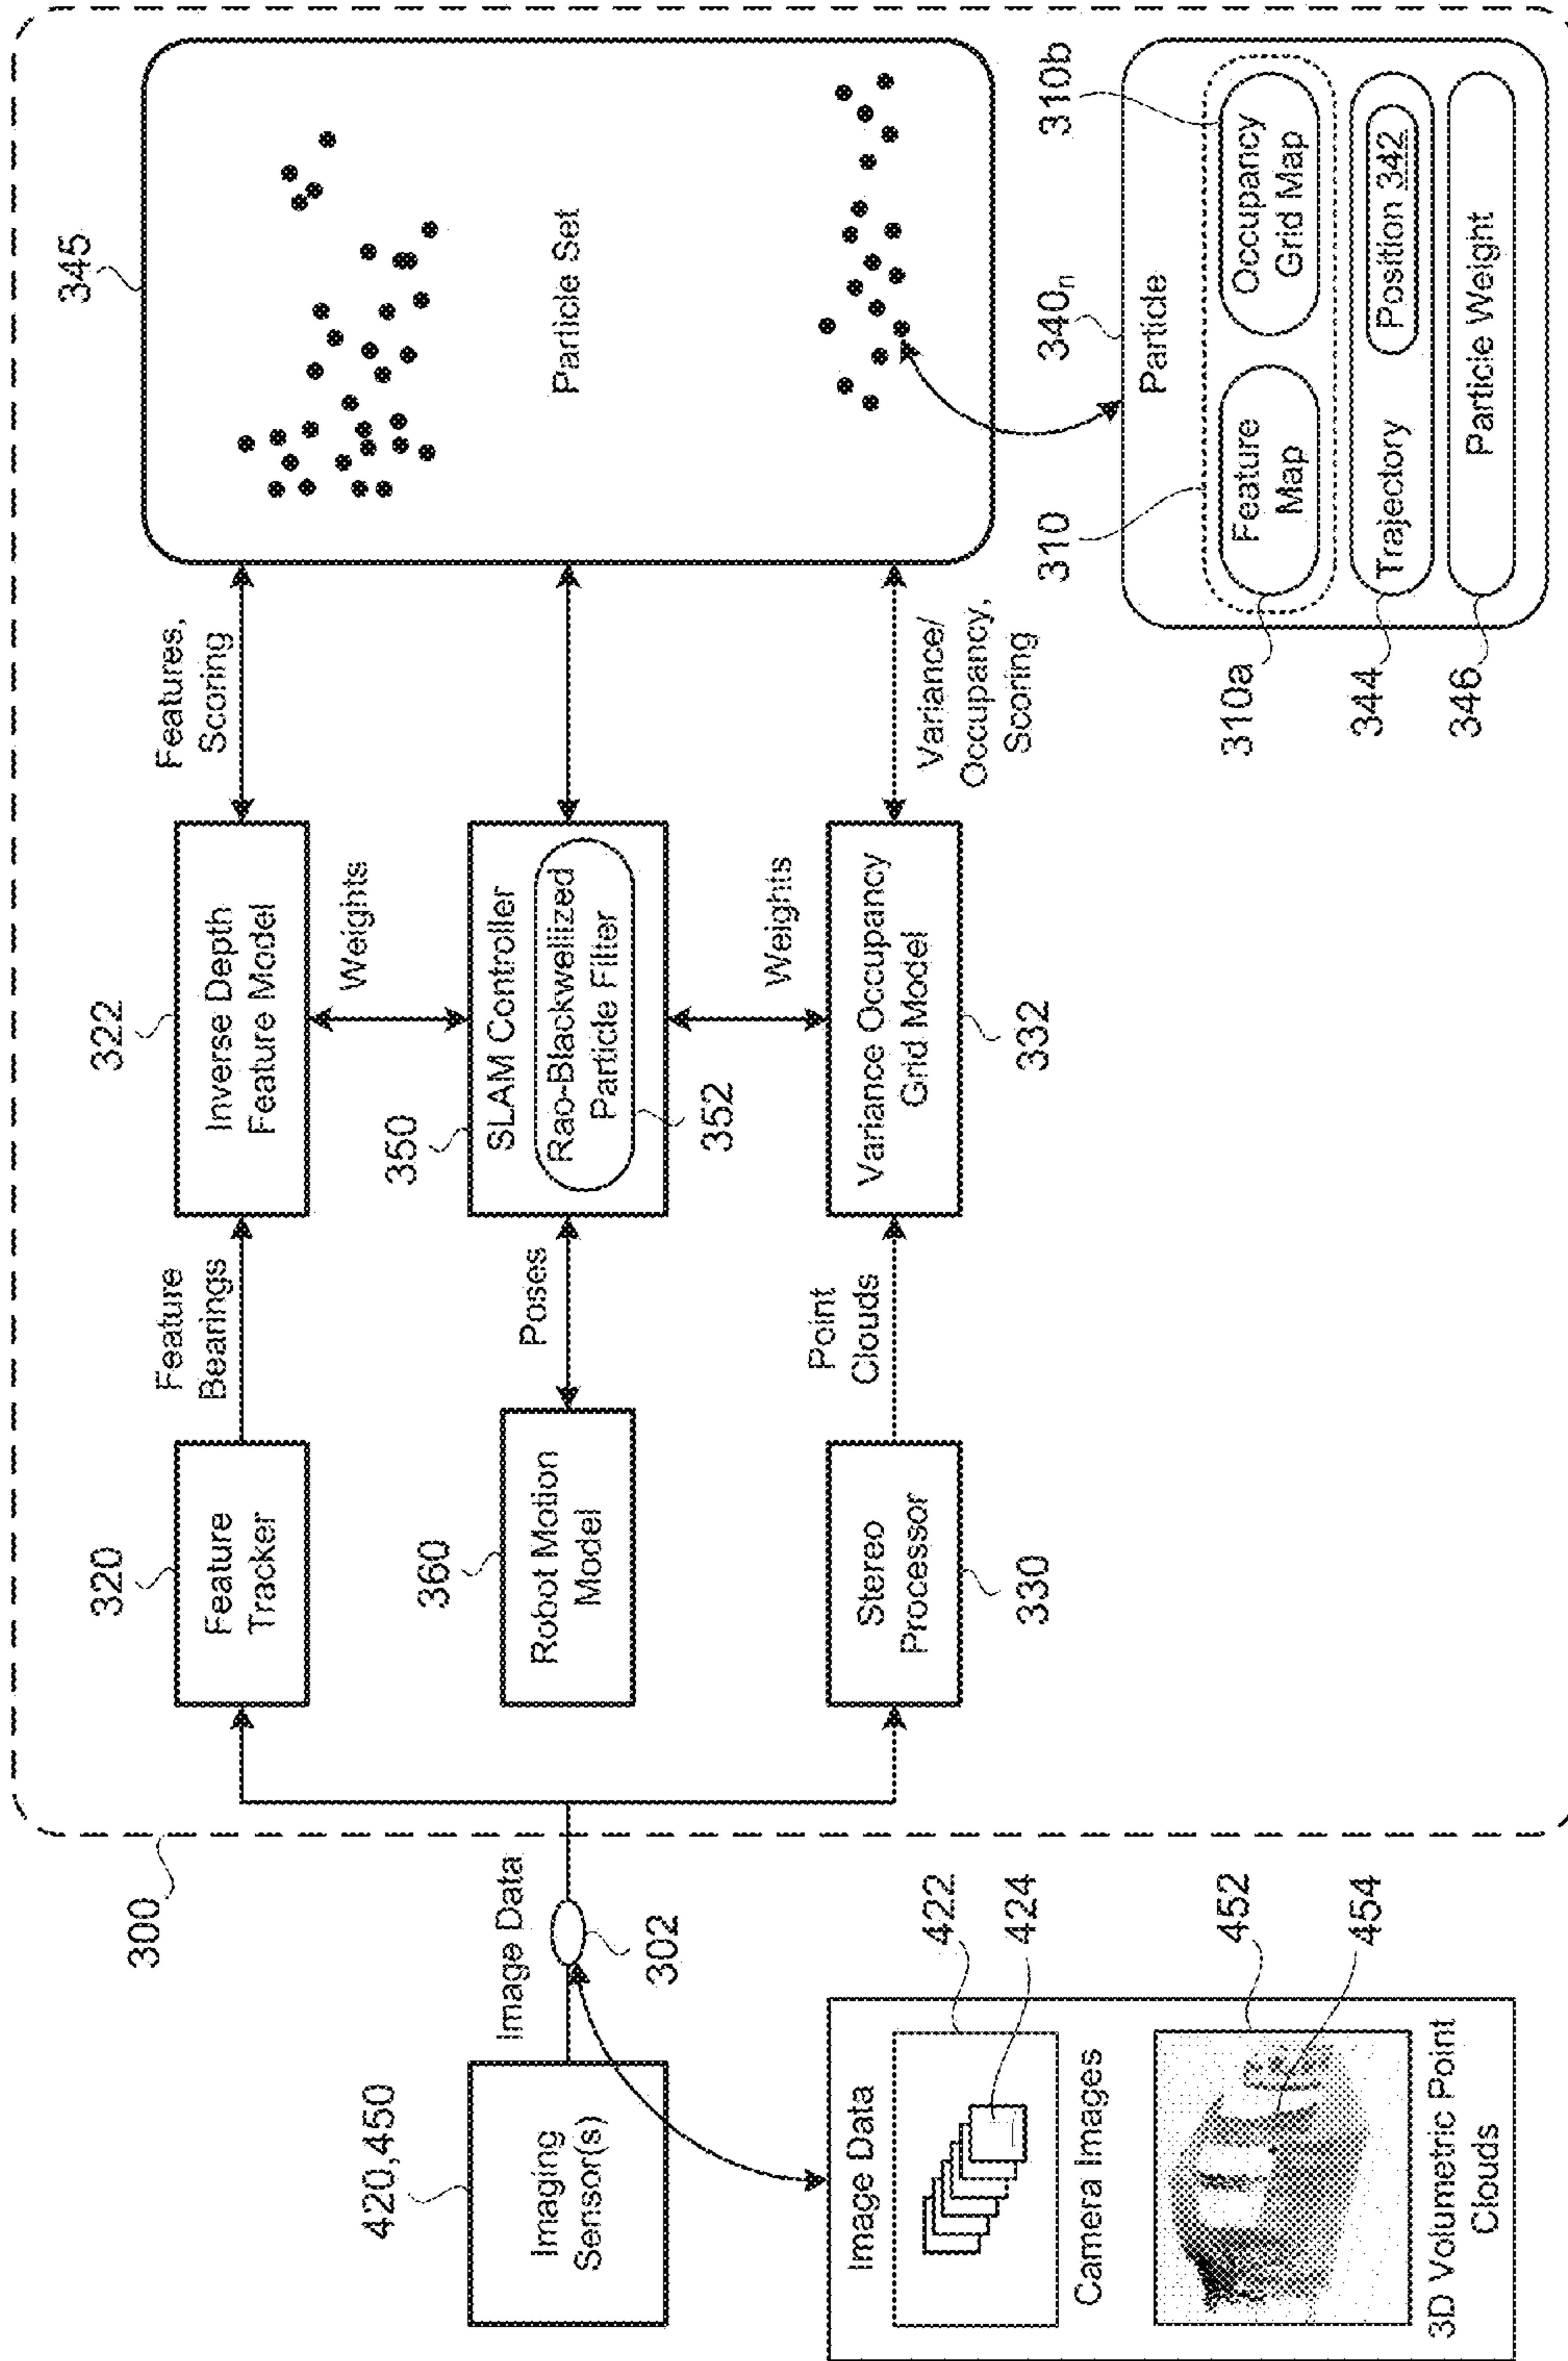 300
420,450
Imaging
Sensor(s)
Image Data
302
Image Data
422
424
Camera Images
452
454
3D Volumetric Point
Clouds
320
Feature
Tracker
Feature
Bearings
322
Inverse Depth
Feature Model
Features,
Scoring
Weights
360
Robot Motion
Model
Poses
350
SLAM Controller
Rao-Blackwellized
Particle Filter
352
Weights
Stereo
Processor
330
Point
Clouds
Variance Occupancy
Grid Model
332
Variance/
Occupancy,
Scoring
345
Particle Set
340n
Particle
310
310b
Feature
Map
Occupancy
Grid Map
310a
Trajectory
Position 342
344
Particle Weight
346